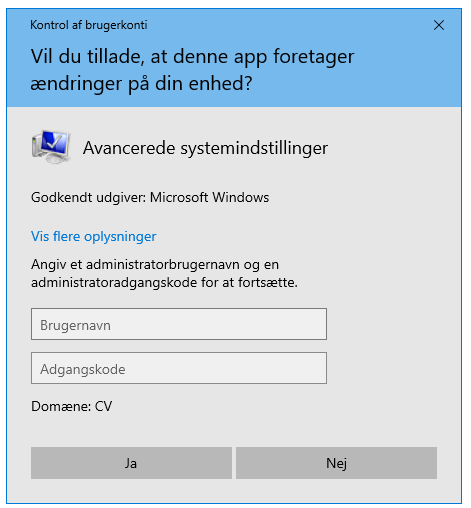 Kontrol af brugerkonti
Vil du tillade, at denne app foretager
ændringer på din enhed?
Avancerede systemindstillinger
Godkendt udgiver: Microsoft Windows
Vis flere oplysninger
Angiv et administratorbrugernavn og en
administratoradgangskode for at fortsætte.
Brugernavn
Adgangskode
Domæne: CV
Ja
Nej